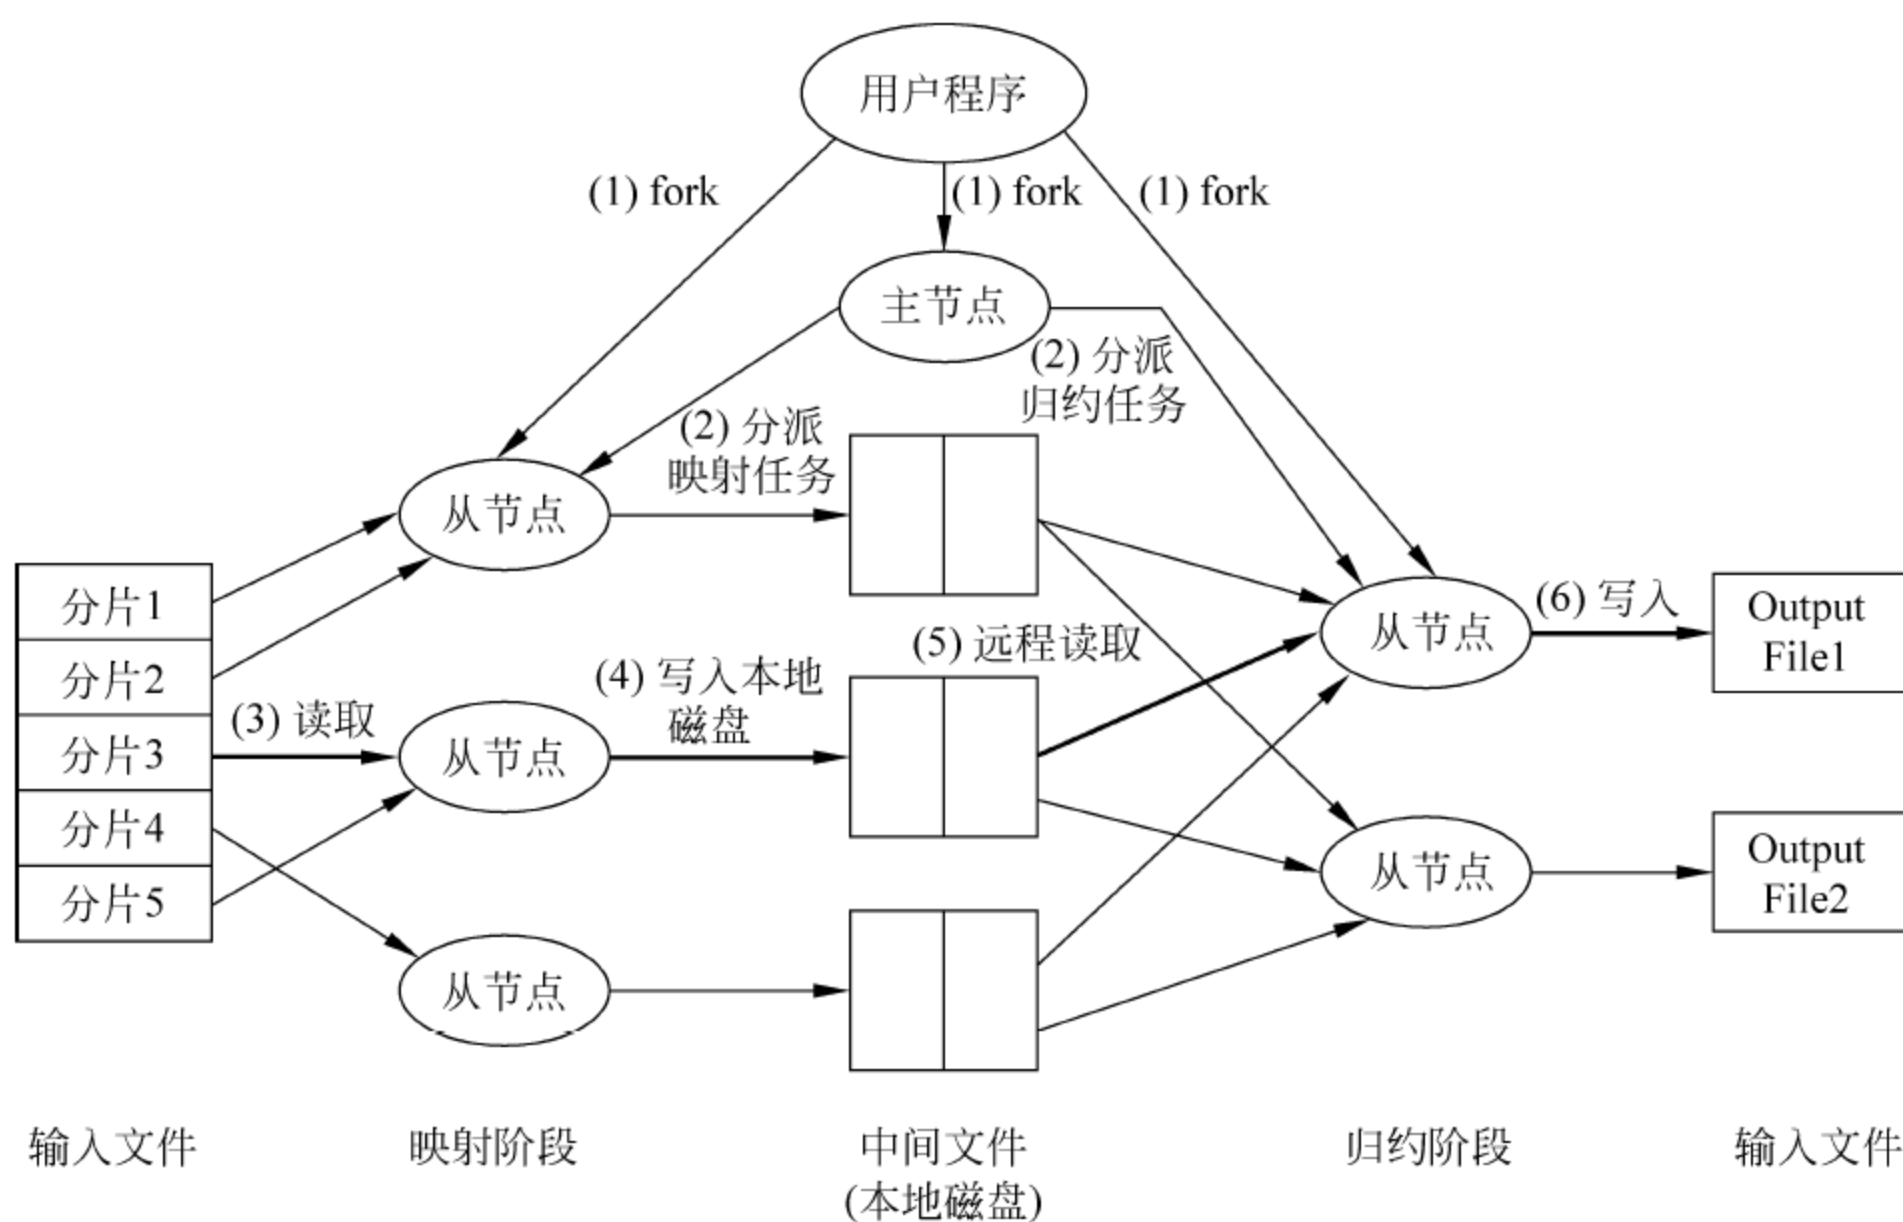 用户程序
(1) fork
(1) fork
(1) fork
主节点
(2) 分派
归约任务
(2) 分派
映射任务
从节点
分片1
分片2
分片3
分片4
分片5
(3) 读取
从节点
(4) 写入本地
磁盘
(5) 远程读取
从节点
(6) 写入
Output
File1
从节点
Output
File2
从节点
输入文件
映射阶段
中间文件
(本地磁盘)
归约阶段
输入文件